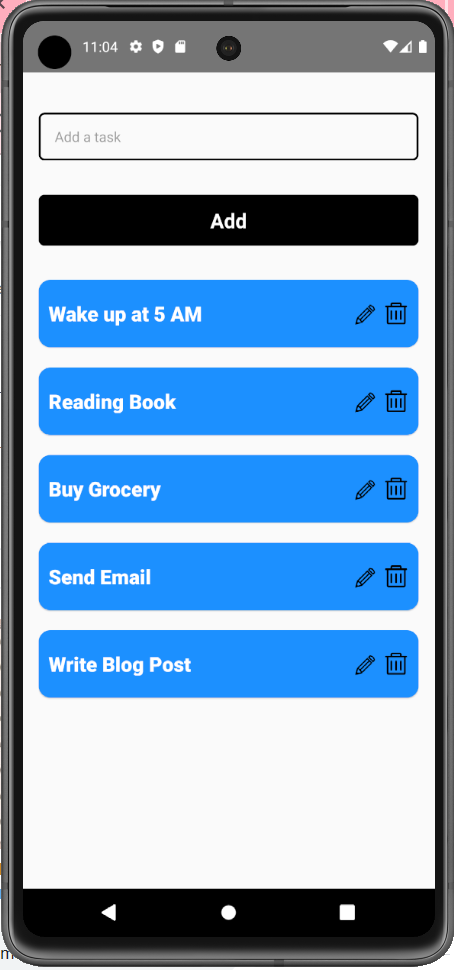 11:04
Add a task
Add
Wake up at 5 AM
Reading Book
Buy Grocery
Send Email
Write Blog Post